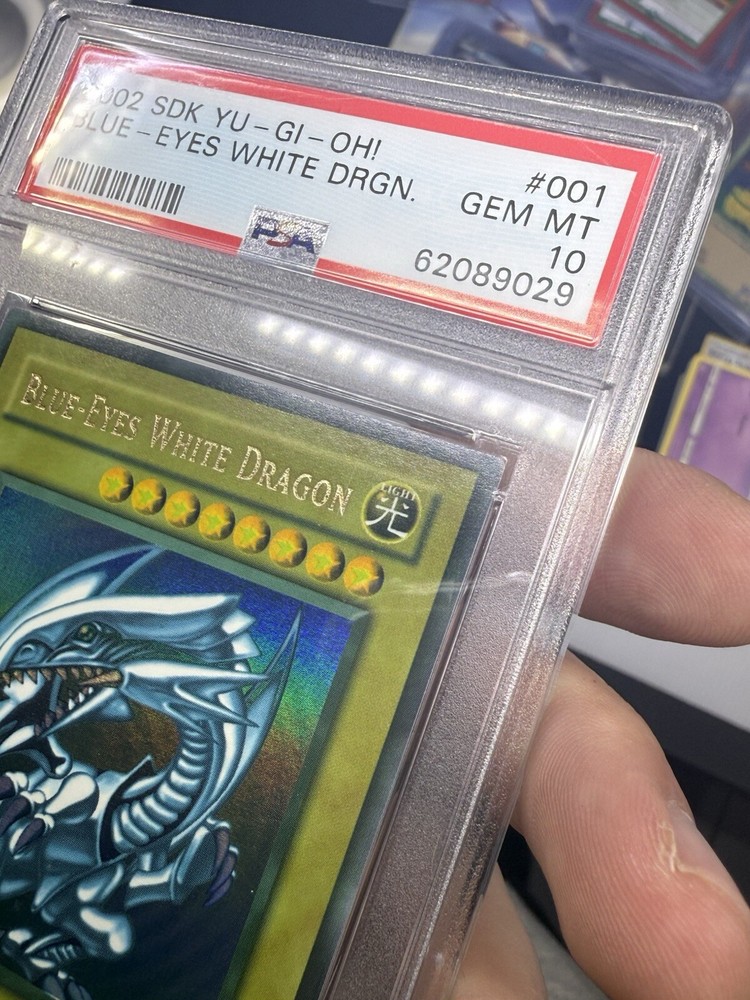 2002 SDK YU-GI-OH!
BLUE-EYES WHITE DRGN.
#001
GEM MT
10
62089029
PSA
BLUE-EYES WHITE DRAGON
LIGHT
光